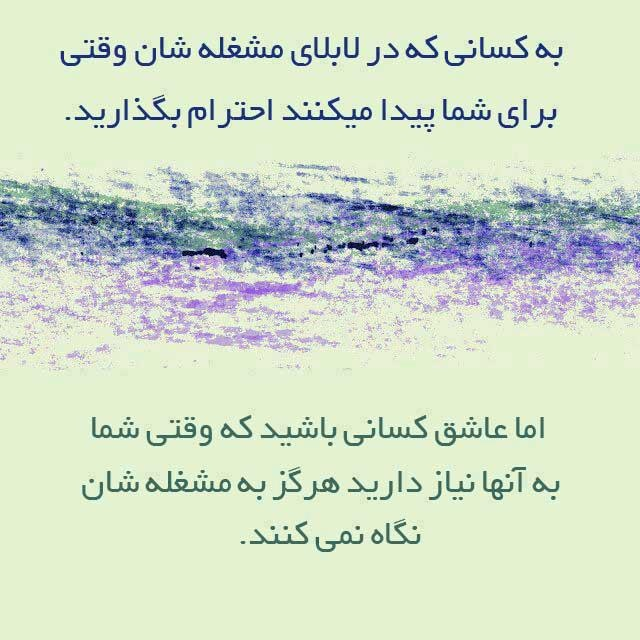 به کسانی که در لابلای مشغله شان وقتی
برای شما پیدا میکنند احترام بگذارید.
اما عاشق کسانی باشید که وقتی شما
به آنها نیاز دارید هرگز به مشغله شان
نگاه نمی کنند.